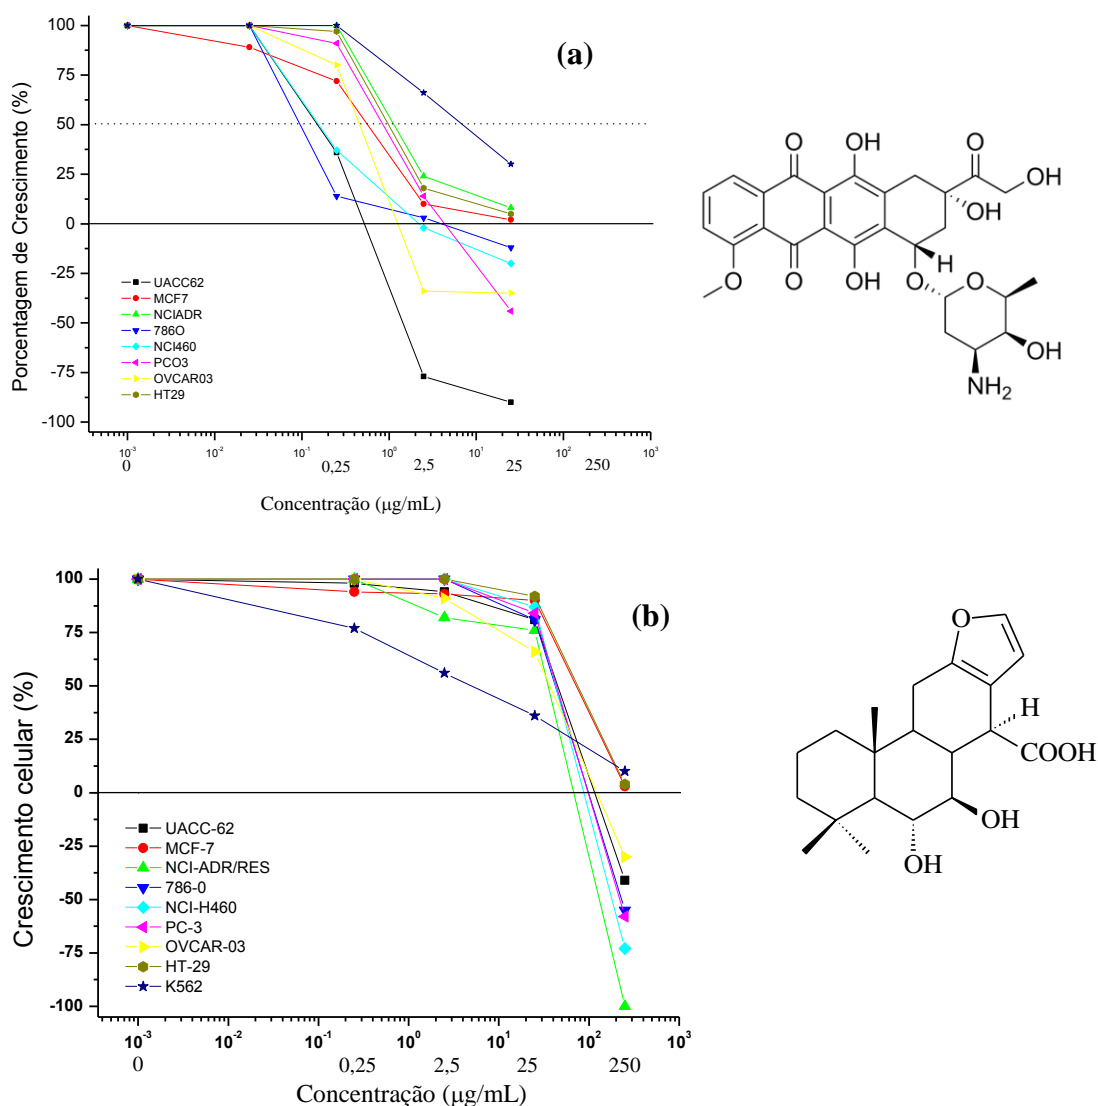 (a)
Porcentagem de Crescimento (%)
100
75
50
25
0
-25
-50
-75
-100
UACC62
MCF7
NCIADR
786O
NCI460
PCO3
OVCAR03
HT29
10^-3 10^-2 10^-1 10^0 10^1 10^2 10^3
0 0,25 2,5 25 250
Concentração (µg/mL)
O OH O
OH
OH
O O OH H
O O
OH
NH2
(b)
Crescimento celular (%)
100
75
50
25
0
-25
-50
-75
-100
UACC-62
MCF-7
NCI-ADR/RES
786-0
NCI-H460
PC-3
OVCAR-03
HT-29
K562
10^-3 10^-2 10^-1 10^0 10^1 10^2 10^3
0 0,25 2,5 25 250
Concentração (µg/mL)
O
H
COOH
OH
OH